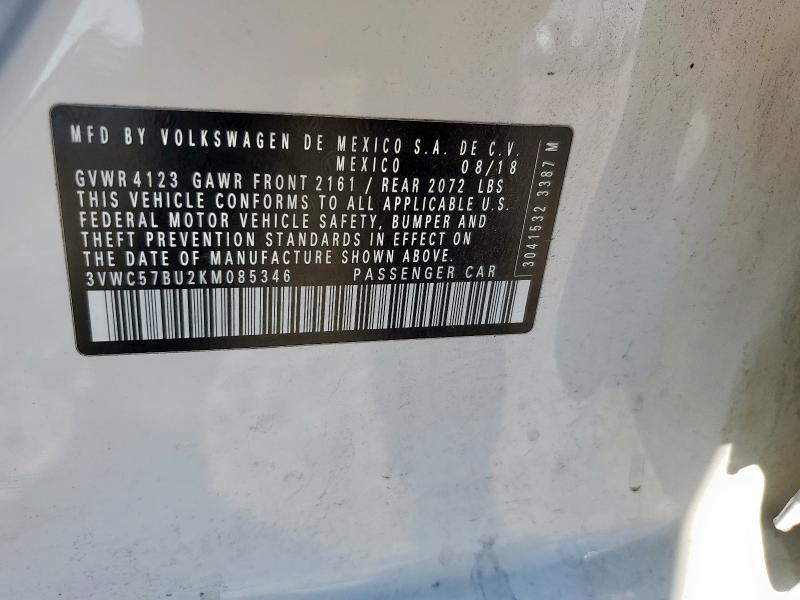 MFD BY VOLKSWAGEN DE MEXICO S.A. DE C.V.
MEXICO 08/18
GVWR 4123 GAWR FRONT 2161 / REAR 2072 LBS
THIS VEHICLE CONFORMS TO ALL APPLICABLE U.S.
FEDERAL MOTOR VEHICLE SAFETY, BUMPER AND
THEFT PREVENTION STANDARDS IN EFFECT ON
THE DATE OF MANUFACTURE SHOWN ABOVE.
3VWC57BU2KM085346 PASSENGER CAR
3041532 3387 M